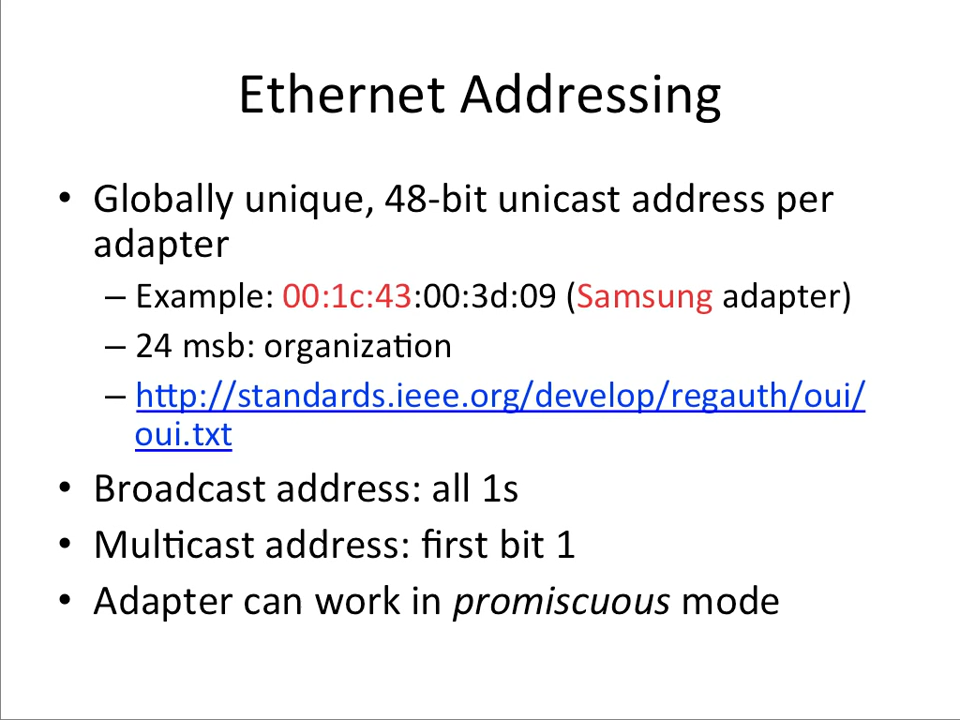 Ethernet Addressing
• Globally unique, 48-bit unicast address per
adapter
– Example: 00:1c:43:00:3d:09 (Samsung adapter)
– 24 msb: organization
– http://standards.ieee.org/develop/regauth/oui/
oui.txt
• Broadcast address: all 1s
• Multicast address: first bit 1
• Adapter can work in promiscuous mode